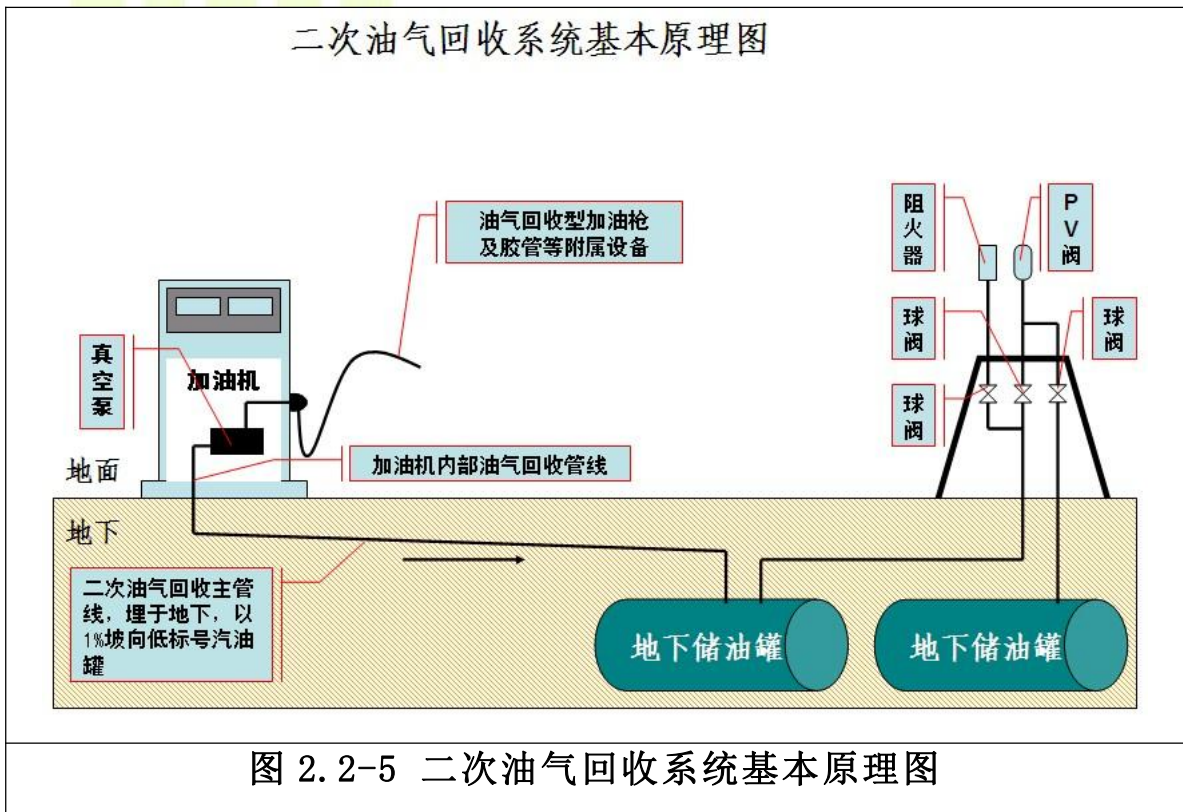 二次油气回收系统基本原理图
油气回收型加油枪
及胶管等附属设备
阻
火
器
P
V
阀
真
空
泵
加油机
球
阀
球
阀
球
阀
加油机内部油气回收管线
地面
地下
二次油气回收主管
线，埋于地下，以
1%坡向低标号汽油
罐
地下储油罐
地下储油罐
图 2.2-5 二次油气回收系统基本原理图